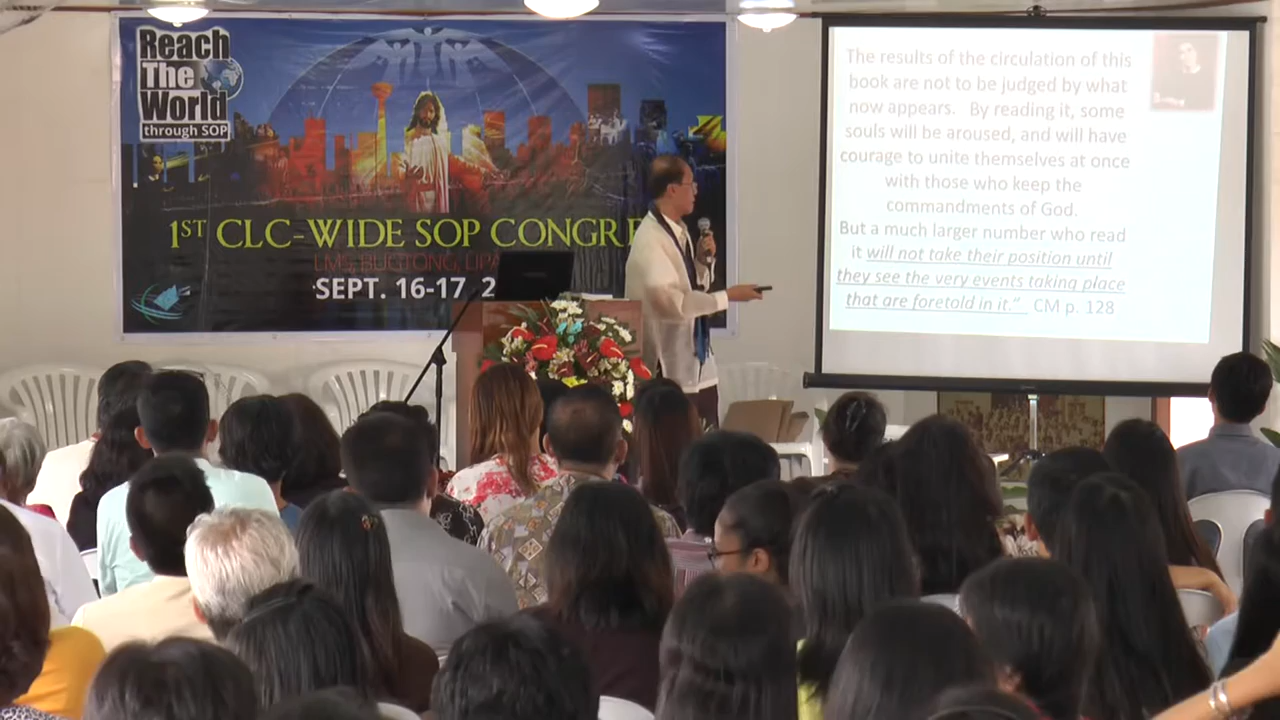 Reach
The
World
through SOP
1ST CLC-WIDE SOP CONGRE
LMS, BUGTONG, LIPA
SEPT. 16-17, 2
The results of the circulation of this
book are not to be judged by what
now appears. By reading it, some
souls will be aroused, and will have
courage to unite themselves at once
with those who keep the
commandments of God.
But a much larger number who read
it will not take their position until
they see the very events taking place
that are foretold in it.” CM p. 128